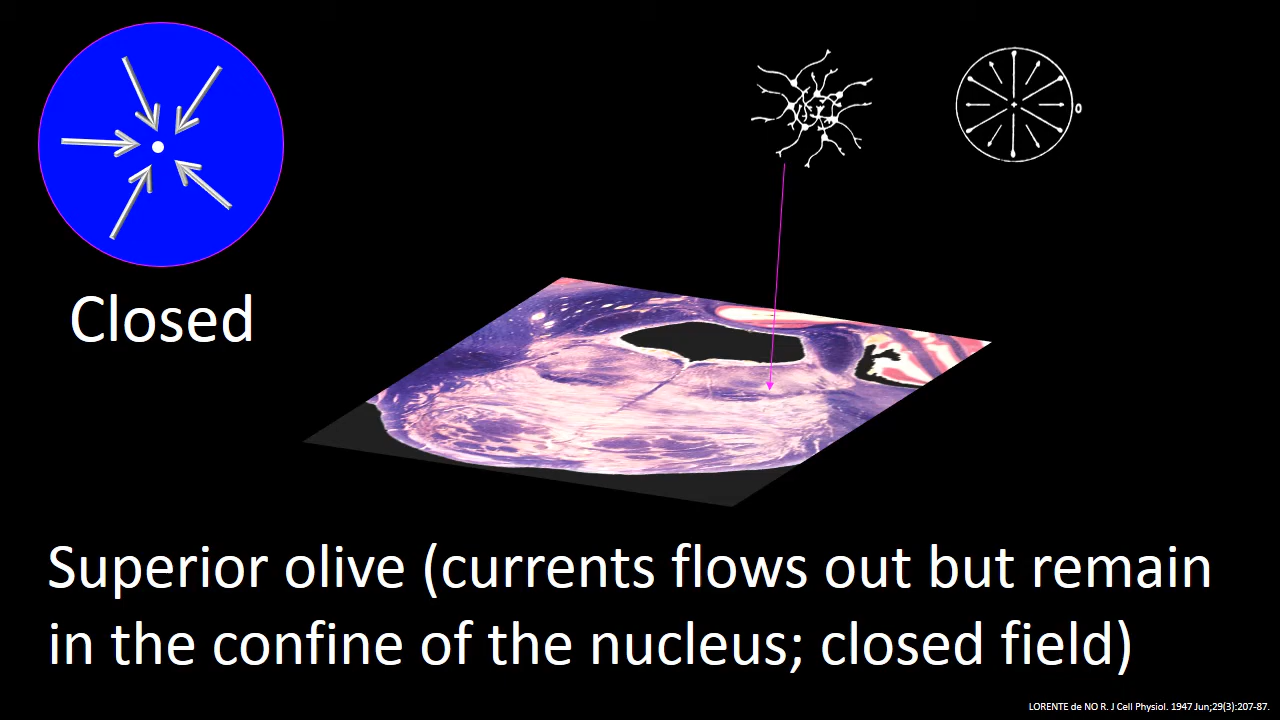 o
Closed
Superior olive (currents flows out but remain
in the confine of the nucleus; closed field)
LORENTE de NO R. J Cell Physiol. 1947 Jun;29(3):207-87.